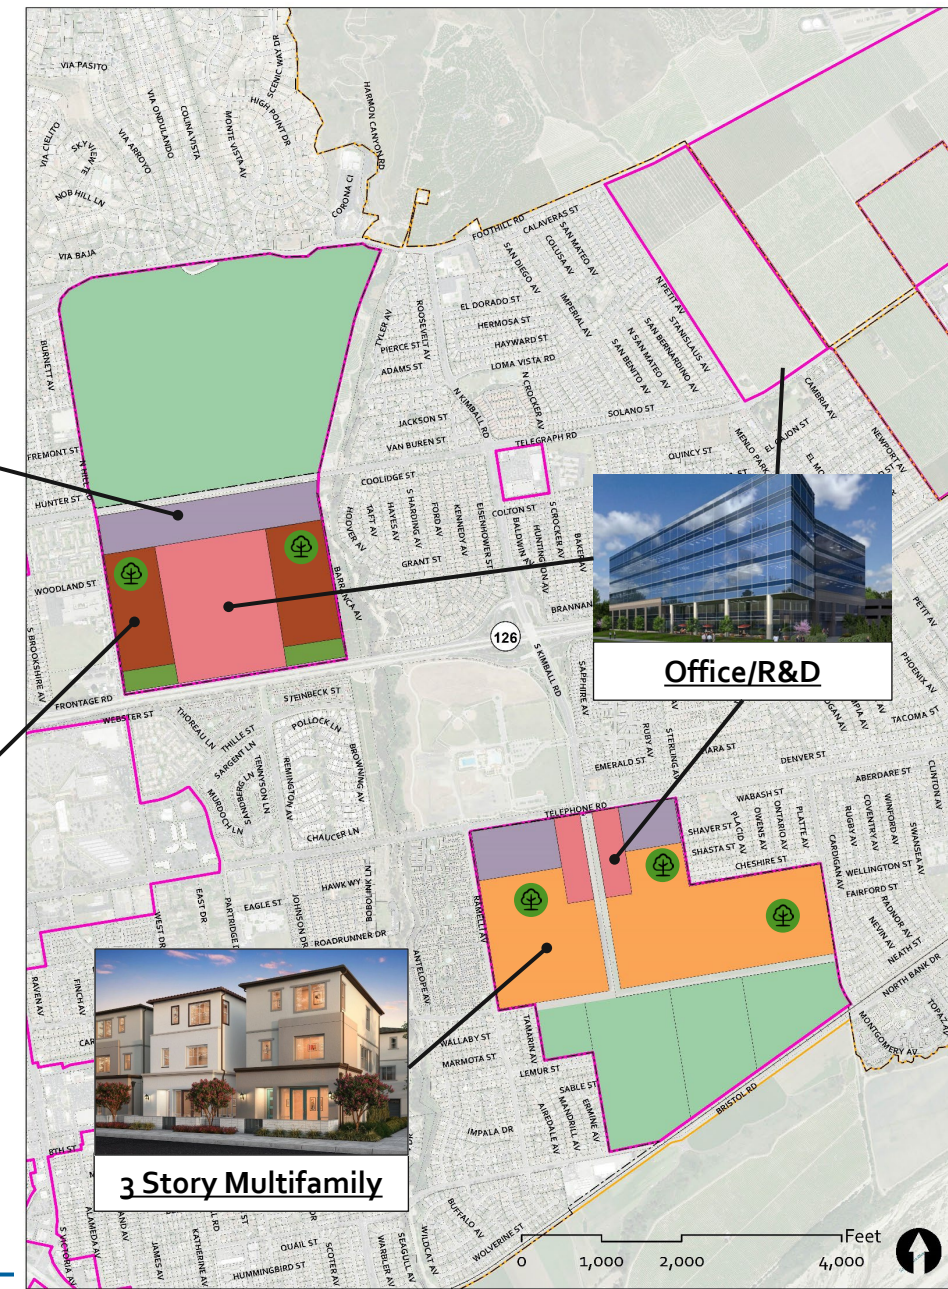 VIA PASITO
SCENIC WAY DR
HIGH POINT DR
HARMON CANYON RD
VIA CIELITO
VIA ONDULANDO
COLINA VISTA
MONTE VISTA AV
SKYVIEW TE
VIA ARROYO
NOB HILL LN
CORONA CI
VIA BAJA
FOOTHILL RD
CALAVERAS ST
SAN MATEO AV
COLUSA AV
SAN DIEGO AV
N PETIT AV
STANISLAUS AV
EL DORADO ST
IMPERIAL AV
HERMOSA ST
HAYWARD ST
LOMA VISTA RD
SAN BERNARDINO AV
N SAN MATEO AV
SAN BENITO AV
TYLER AV
ROOSEVELT AV
PIERCE ST
ADAMS ST
BURNETT AV
N KIMBALL RD
N CROCKER AV
CAMBRIA AV
JACKSON ST
SOLANO ST
VAN BUREN ST
TELEGRAPH RD
MENLO PARK
NEWPORT AV
QUINCY ST
FREMONT ST
COOLIDGE ST
HUNTER ST
COLTON ST
HOOVER AV
TAFT AV
HAYES AV
S HARDING AV
FORD AV
KENNEDY AV
EISENHOWER ST
BALDWIN AV
HUNTINGTON AV
S CROCKER AV
GRANT ST
WOODLAND ST
BARRANCA AV
BRANNAN
PETIT AV
S BROOKSHIRE AV
126
S KIMBALL RD
SAPPHIRE AV
Office/R&D
PHOENIX AV
FRONTAGE RD
WEBSTER ST
STEINBECK ST
THOREAU LN
THILLE ST
SARGENT LN
POLLOCK LN
TENNYSON LN
REMINGTON AV
BROWNING AV
SANDBERG LN
MURDOCH LN
CHAUCER LN
RUBY AV
STERLING AV
TACOMA ST
EMERALD ST
DENVER ST
ABERDARE ST
CLINTON AV
TELEPHONE RD
WABASH ST
SHAVER ST
SHASTA ST
CHESHIRE ST
PLACID AV
OWENS AV
ONTARIO AV
PLATTE AV
RUGBY AV
COVENTRY AV
WINFORD AV
SWANSEA AV
CARDIGAN AV
WELLINGTON ST
FAIRFORD ST
RADNOR AV
NEVIN AV
NEATH ST
NORTH BANK DR
HAWK WY
BOBOLINK LN
EAGLE ST
EAST DR
WEST DR
JOHNSON DR
ROADRUNNER DR
RAMELLI AV
ANTELOPE AV
RAVEN AV
FINCH AV
TAMARIN AV
WALLABY ST
MARMOTA ST
LEMUR ST
SABLE ST
MONTGOMERY AV
BRISTOL RD
ERMINE AV
MANDRILL AV
AIREDALE AV
IMPALA DR
8TH ST
3 Story Multifamily
BUFFALO AV
WOLVERINE ST
S VICTORIA AV
ALAMEDA AV
JAMES AV
KATHERINE AV
QUAIL ST
SCOTER AV
HUMMINGBIRD ST
WARBLER AV
SEAGULL AV
WILDCAT AV
Feet
0 1,000 2,000 4,000